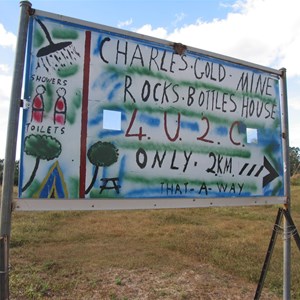 CHARLES·GOLD·MINE
ROCKS·BOTTLES HOUSE
4.U.2.C.
ONLY·2KM.
THAT-A-WAY
SHOWERS
TOILETS